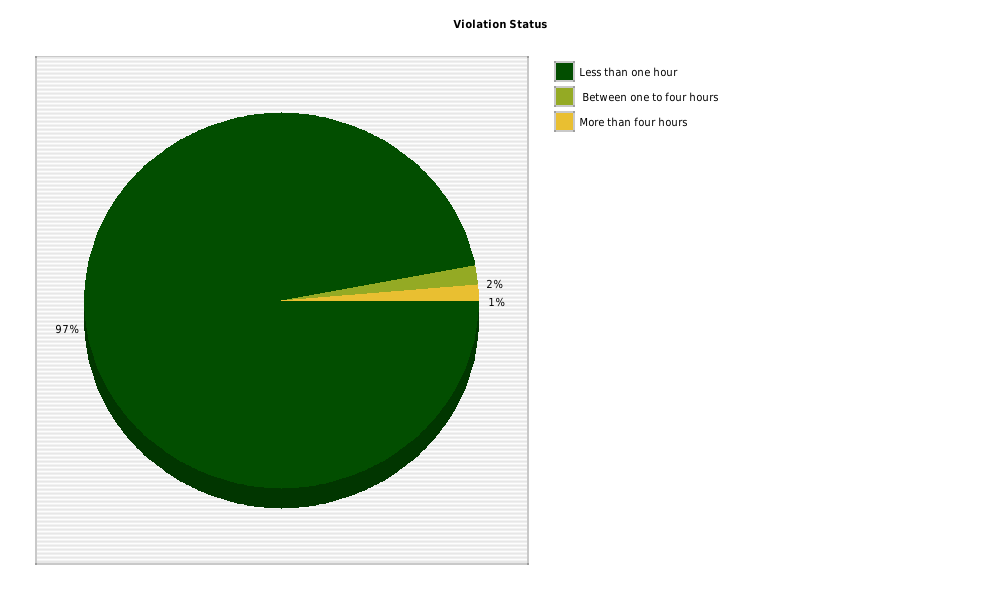 Violation Status
Less than one hour
Between one to four hours
More than four hours
2%
1%
97%